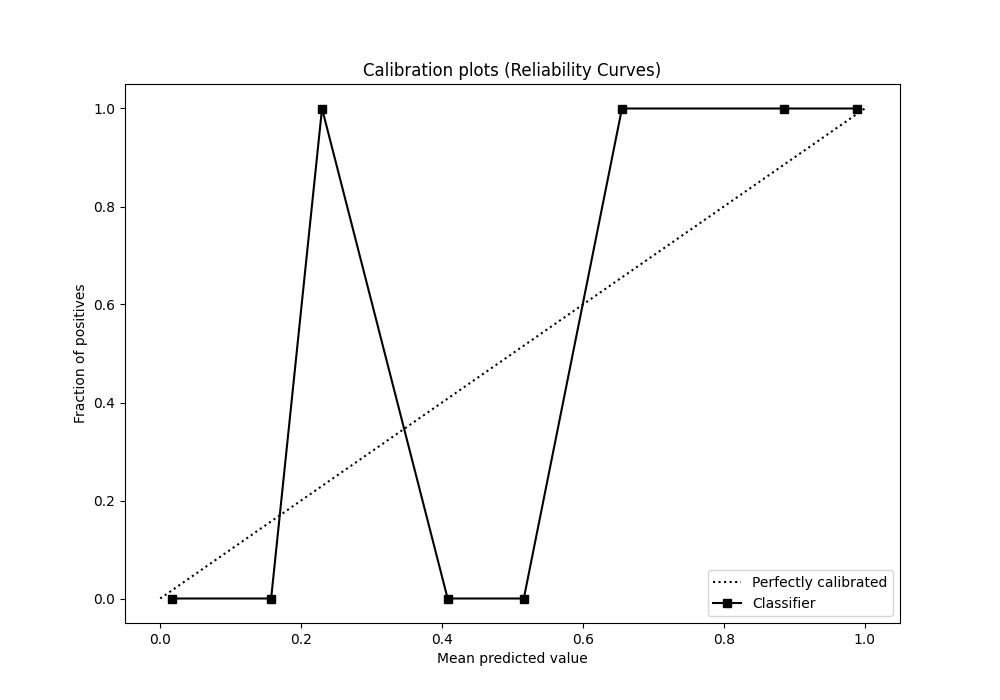 Calibration plots (Reliability Curves)
1.0
0.8
0.6
0.4
0.2
0.0
Fraction of positives
0.0 0.2 0.4 0.6 0.8 1.0
Mean predicted value
Perfectly calibrated
Classifier